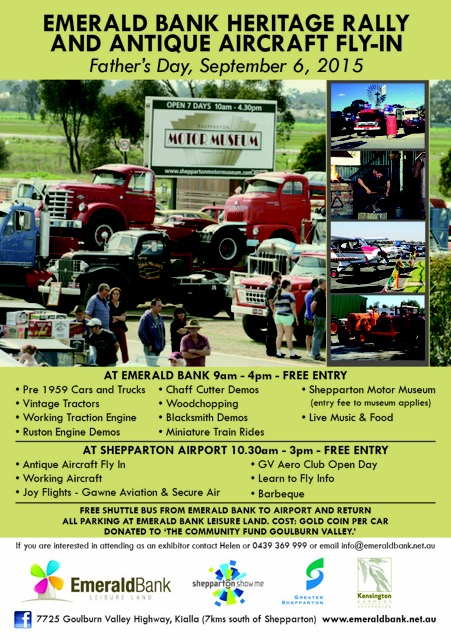 EMERALD BANK HERITAGE RALLY
AND ANTIQUE AIRCRAFT FLY-IN
Father's Day, September 6, 2015
OPEN 7 DAYS 10am - 4.30pm
SHEPPARTON
MOTOR MUSEUM
www.sheppartonmotormuseum.com
AT EMERALD BANK 9am - 4pm - FREE ENTRY
• Pre 1959 Cars and Trucks
• Vintage Tractors
• Working Traction Engine
• Ruston Engine Demos
• Chaff Cutter Demos
• Woodchopping
• Blacksmith Demos
• Miniature Train Rides
• Shepparton Motor Museum
(entry fee to museum applies)
• Live Music & Food
AT SHEPPARTON AIRPORT 10.30am - 3pm - FREE ENTRY
• Antique Aircraft Fly In
• Working Aircraft
• Joy Flights - Gawne Aviation & Secure Air
• GV Aero Club Open Day
• Learn to Fly Info
• Barbeque
FREE SHUTTLE BUS FROM EMERALD BANK TO AIRPORT AND RETURN
ALL PARKING AT EMERALD BANK LEISURE LAND. COST: GOLD COIN PER CAR
DONATED TO 'THE COMMUNITY FUND GOULBURN VALLEY.'
If you are interested in attending as an exhibitor contact Helen or 0439 369 999 or email info@emeraldbank.net.au
EmeraldBank
LEISURE LAND
shepparton show me
GREATER
SHEPPARTON
Kensington
GARDENS
f 7725 Goulburn Valley Highway, Kialla (7kms south of Shepparton) www.emeraldbank.net.au